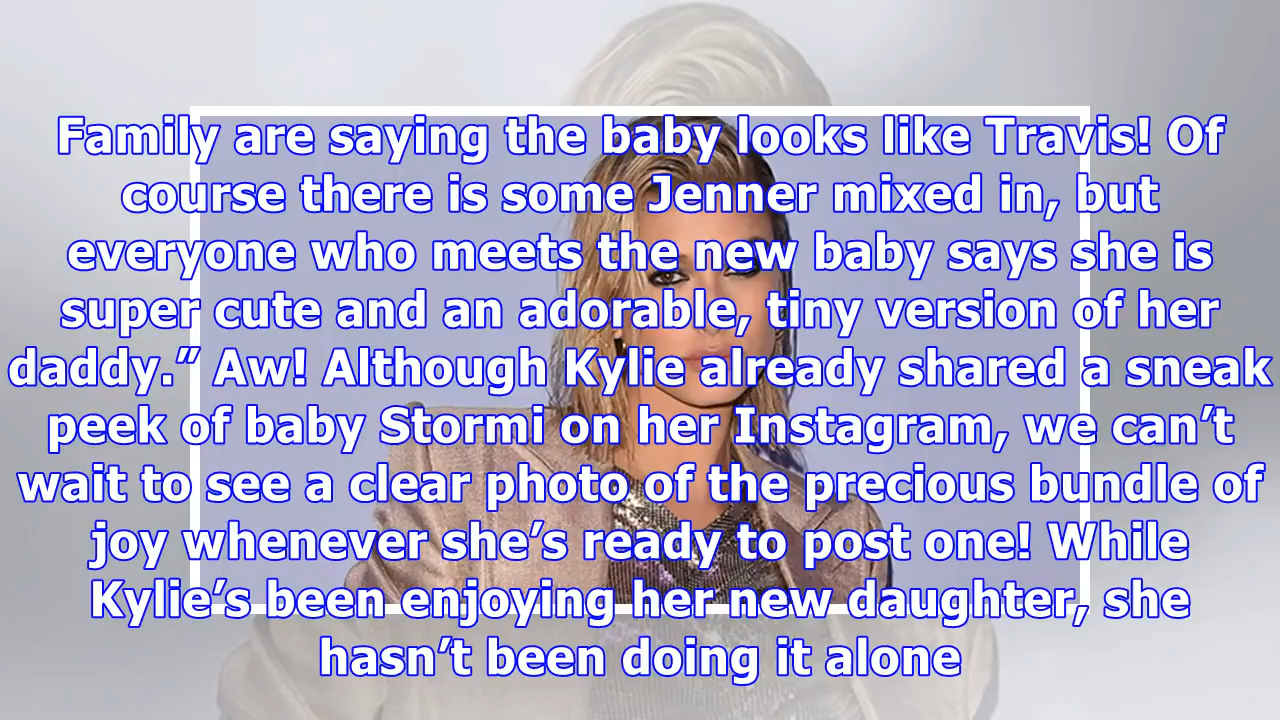 Family are saying the baby looks like Travis! Of
course there is some Jenner mixed in, but
everyone who meets the new baby says she is
super cute and an adorable, tiny version of her
daddy.” Aw! Although Kylie already shared a sneak
peek of baby Stormi on her Instagram, we can’t
wait to see a clear photo of the precious bundle of
joy whenever she’s ready to post one! While
Kylie’s been enjoying her new daughter, she
hasn’t been doing it alone